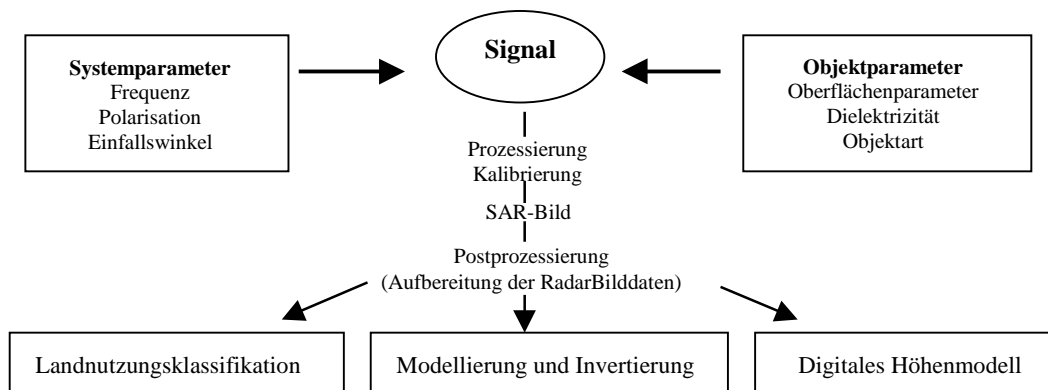 Signal
Systemparameter
Frequenz
Polarisation
Einfallswinkel
Objektparameter
Oberflächenparameter
Dielektrizität
Objektart
Prozessierung
Kalibrierung
SAR-Bild
Postprozessierung
(Aufbereitung der RadarBilddaten)
Landnutzungsklassifikation
Modellierung und Invertierung
Digitales Höhenmodell